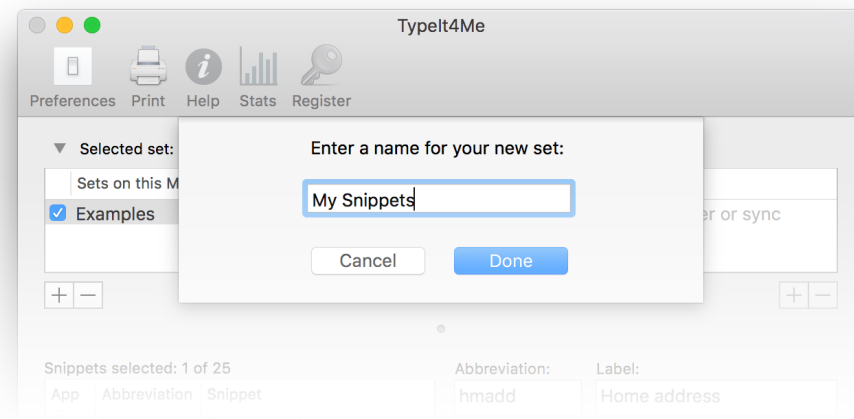 TypeIt4Me
Preferences Print Help Stats Register
Enter a name for your new set:
Selected set:
My Snippets
Sets on this M
Examples
er or sync
Cancel Done
Snippets selected: 1 of 25
Abbreviation: Label:
App Abbreviation Snippet
hmadd Home address